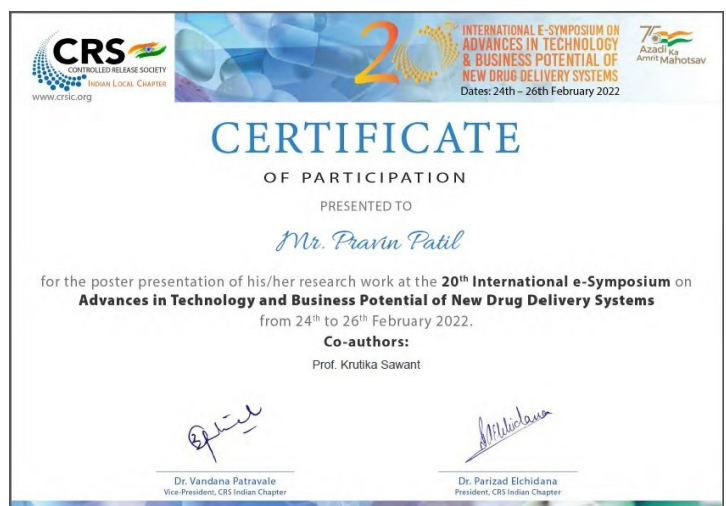 CRS
CONTROLLED RELEASE SOCIETY
INDIAN LOCAL CHAPTER
www.crsic.org
20
INTERNATIONAL E-SYMPOSIUM ON
ADVANCES IN TECHNOLOGY
& BUSINESS POTENTIAL OF
NEW DRUG DELIVERY SYSTEMS
Dates: 24th – 26th February 2022
75
Azadi Ka
Amrit Mahotsav
CERTIFICATE
OF PARTICIPATION
PRESENTED TO
Mr. Pravin Patil
for the poster presentation of his/her research work at the 20th International e-Symposium on
Advances in Technology and Business Potential of New Drug Delivery Systems
from 24th to 26th February 2022.
Co-authors:
Prof. Krutika Sawant
Dr. Vandana Patravale
Vice-President, CRS Indian Chapter
Dr. Parizad Elchidana
President, CRS Indian Chapter